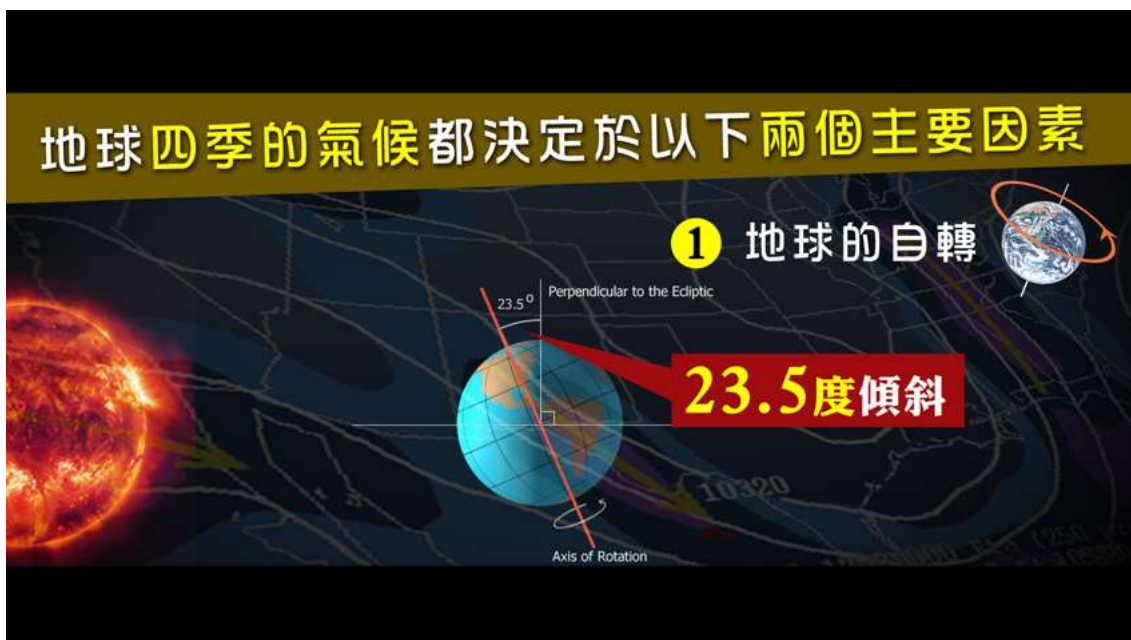 地球四季的氣候都決定於以下兩個主要因素
1 地球的自轉
23.5°
Perpendicular to the Ecliptic
23.5度傾斜
10320
Axis of Rotation